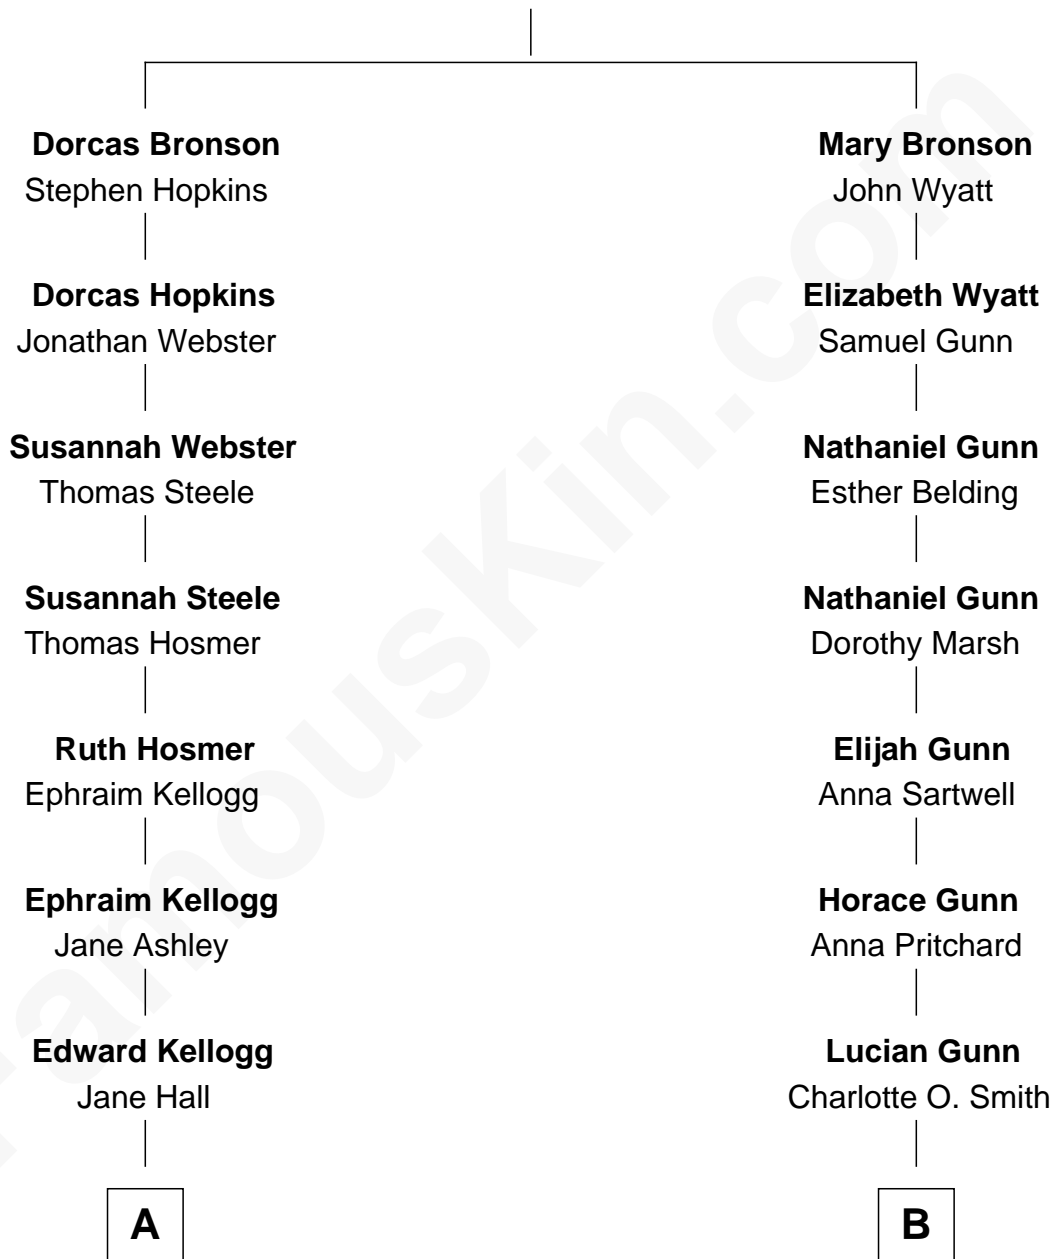 Dorcas Bronson
Stephen Hopkins
Dorcas Hopkins
Jonathan Webster
Susannah Webster
Thomas Steele
Susannah Steele
Thomas Hosmer
Ruth Hosmer
Ephraim Kellogg
Ephraim Kellogg
Jane Ashley
Edward Kellogg
Jane Hall
A
Mary Bronson
John Wyatt
Elizabeth Wyatt
Samuel Gunn
Nathaniel Gunn
Esther Belding
Nathaniel Gunn
Dorothy Marsh
Elijah Gunn
Anna Sartwell
Horace Gunn
Anna Pritchard
Lucian Gunn
Charlotte O. Smith
B
FamousKin.com